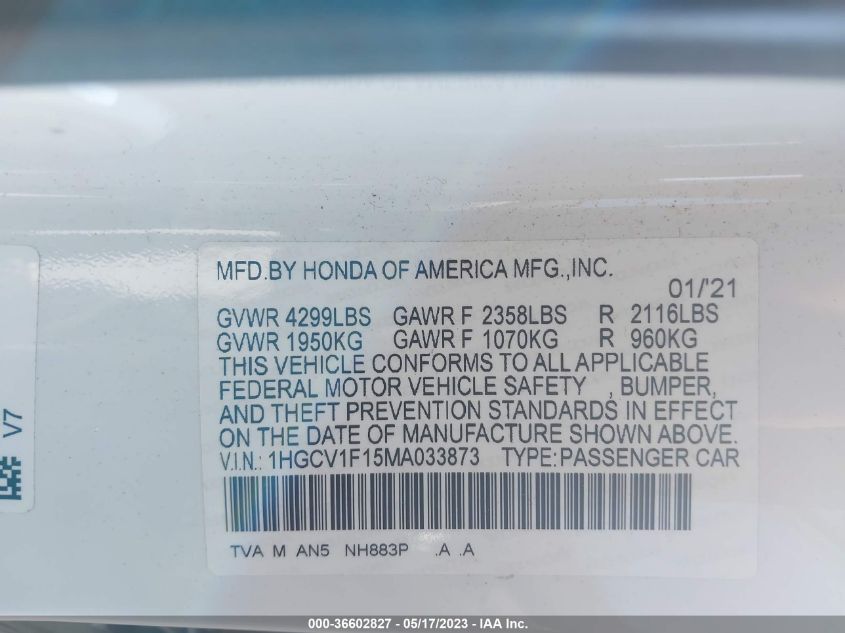 MFD.BY HONDA OF AMERICA MFG.,INC.
01/'21
GVWR 4299LBS GAWR F 2358LBS R 2116LBS
GVWR 1950KG GAWR F 1070KG R 960KG
THIS VEHICLE CONFORMS TO ALL APPLICABLE
FEDERAL MOTOR VEHICLE SAFETY , BUMPER,
AND THEFT PREVENTION STANDARDS IN EFFECT
ON THE DATE OF MANUFACTURE SHOWN ABOVE.
V.I.N.: 1HGCV1F15MA033873 TYPE:PASSENGER CAR
TVA M AN5 NH883P .A .A
V7
000-36602827 - 05/17/2023 - IAA Inc.